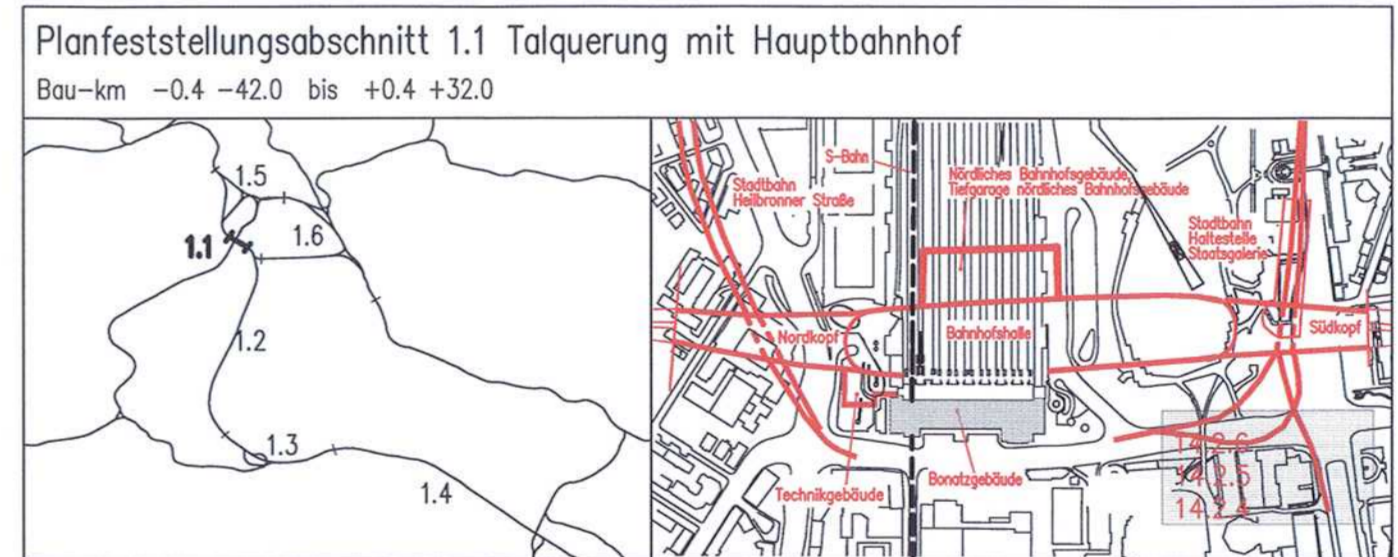 Planfeststellungsabschnitt 1.1 Talquerung mit Hauptbahnhof
Bau-km -0.4 -42.0 bis +0.4 +32.0
1.5
1.6
1.1
1.2
1.3
1.4
S-Bahn
Stadtbahn
Heilbronner Straße
Nördliches Bahnhofsgebäude,
Tiefgarage nördliches Bahnhofsgebäude
Stadtbahn
Haltestelle
Staatsgalerie
Nordkopf
Bahnhofshalle
Südkopf
Technikgebäude
Bonatzgebäude
14.2.6
14.2.5
14.2.4